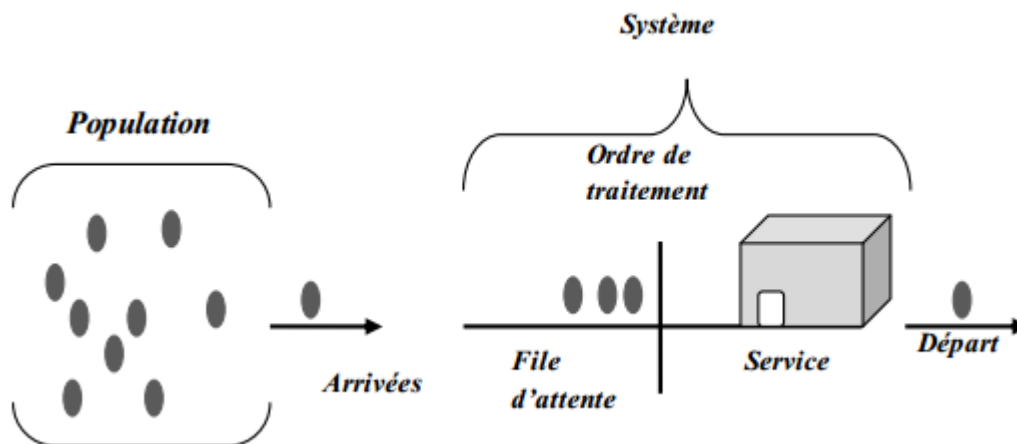 Système
Population
Ordre de
traitement
Arrivées
File
d'attente
Service
Départ